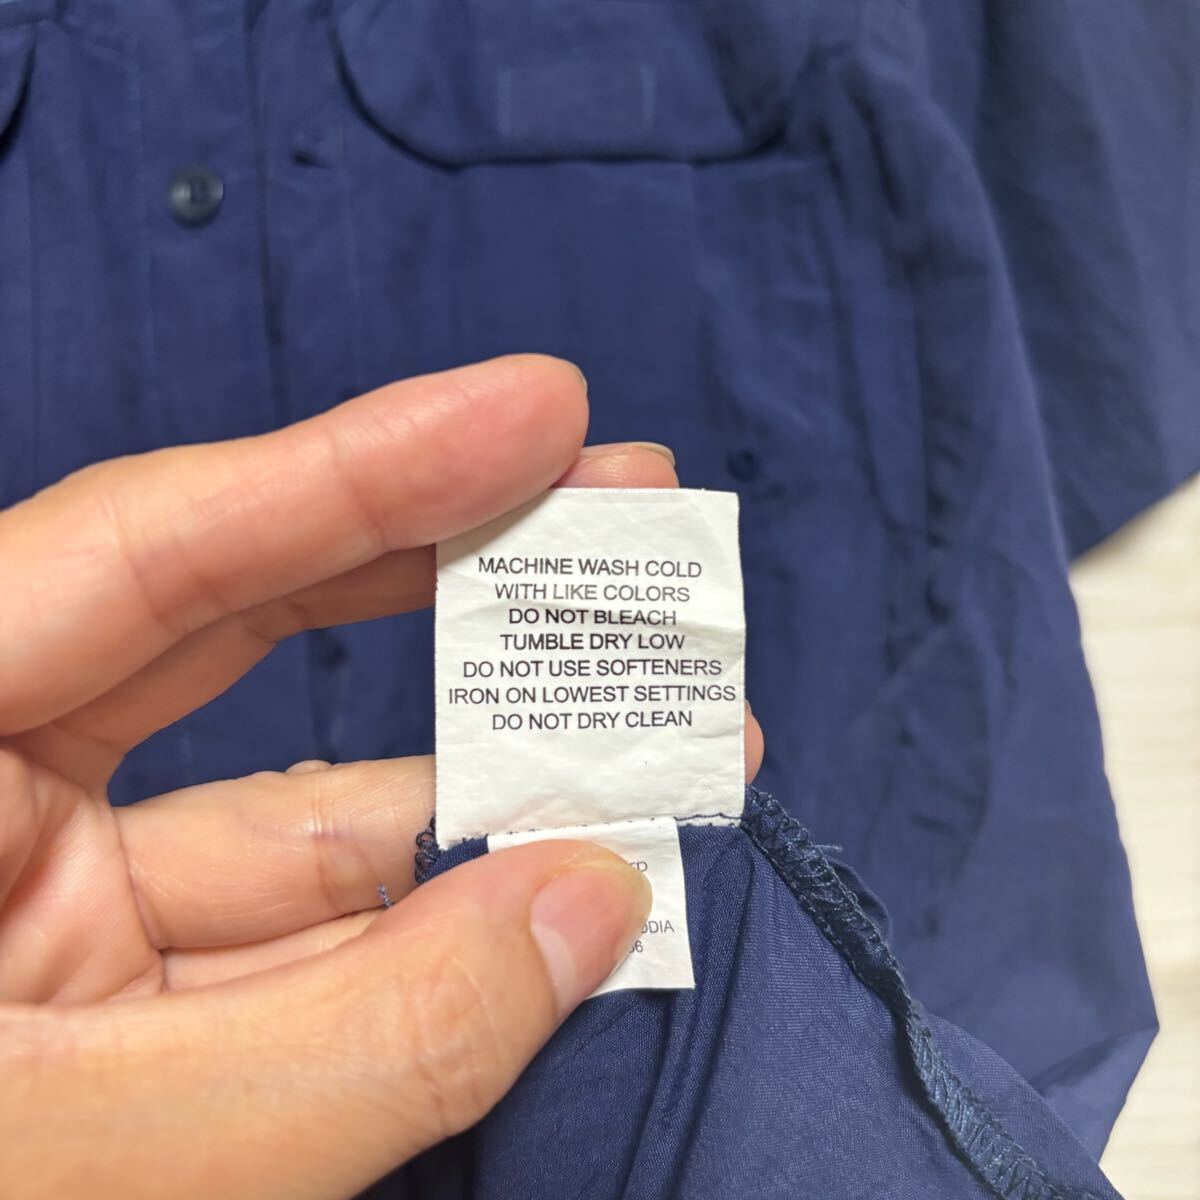 MACHINE WASH COLD
WITH LIKE COLORS
DO NOT BLEACH
TUMBLE DRY LOW
DO NOT USE SOFTENERS
IRON ON LOWEST SETTINGS
DO NOT DRY CLEAN